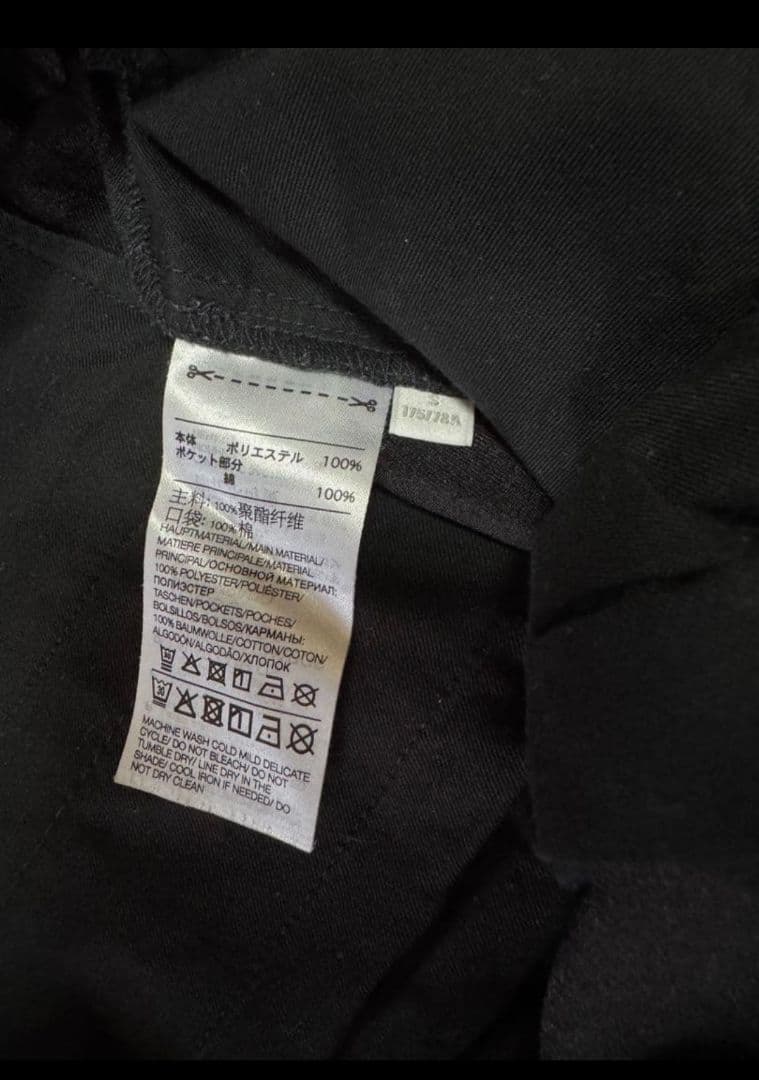 S
175/78A
本体 ポリエステル 100%
ポケット部分
綿 100%
主料: 100%聚酯纤维
口袋: 100%棉
HAUPTMATERIAL/MAIN MATERIAL/
MATIERE PRINCIPALE/MATERIAL
PRINCIPAL/ОСНОВНОЙ МАТЕРИАЛ:
100% POLYESTER/POLIÉSTER/
ПОЛИЭСТЕР
TASCHEN/POCKETS/POCHES/
BOLSILLOS/BOLSOS/КАРМАНЫ:
100% BAUMWOLLE/COTTON/COTON/
ALGODÓN/ALGODÃO/ХЛОПОК
30
30
MACHINE WASH COLD MILD DELICATE
CYCLE/ DO NOT BLEACH/ DO NOT
TUMBLE DRY/ LINE DRY IN THE
SHADE/ COOL IRON IF NEEDED/ DO
NOT DRY CLEAN